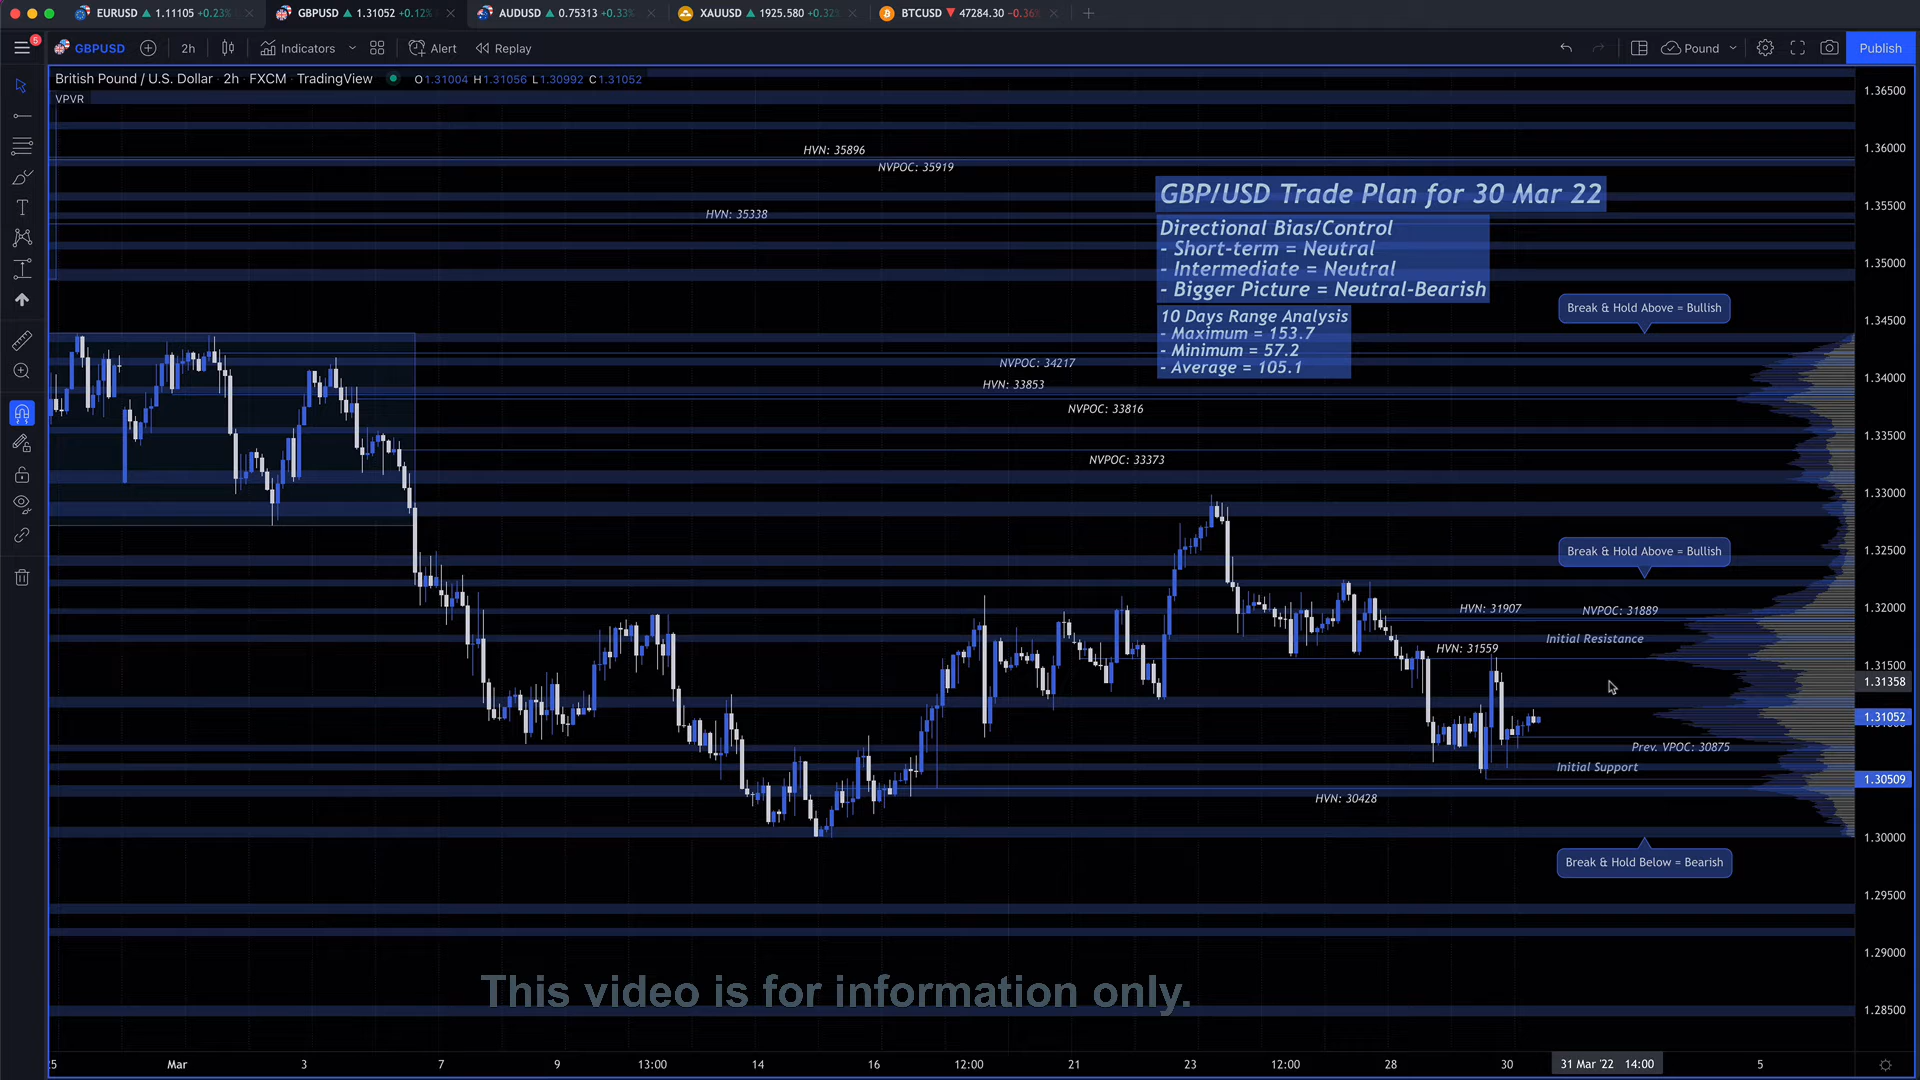 EURUSD ▲ 1.11105 +0.23%
GBPUSD ▲ 1.31052 +0.12%
AUDUSD ▲ 0.75313 +0.33%
XAUUSD ▲ 1925.580 +0.32%
BTCUSD ▼ 47284.30 -0.36%
5
GBPUSD
2h
Indicators
Alert
Replay
Pound
Publish
British Pound / U.S. Dollar · 2h · FXCM · TradingView
O1.31004 H1.31056 L1.30992 C1.31052
VPVR
HVN: 35896
NVPOC: 35919
HVN: 35338
GBP/USD Trade Plan for 30 Mar 22
Directional Bias/Control
- Short-term = Neutral
- Intermediate = Neutral
- Bigger Picture = Neutral-Bearish
10 Days Range Analysis
- Maximum = 153.7
- Minimum = 57.2
- Average = 105.1
Break & Hold Above = Bullish
NVPOC: 34217
HVN: 33853
NVPOC: 33816
NVPOC: 33373
Break & Hold Above = Bullish
HVN: 31907
NVPOC: 31889
Initial Resistance
HVN: 31559
Prev. VPOC: 30875
Initial Support
HVN: 30428
Break & Hold Below = Bearish
1.36500
1.36000
1.35500
1.35000
1.34500
1.34000
1.33500
1.33000
1.32500
1.32000
1.31500
1.31358
1.31052
1.30509
1.30000
1.29500
1.29000
1.28500
This video is for information only.
Mar
3
7
9
13:00
14
16
12:00
21
23
12:00
28
30
31 Mar '22 14:00
5